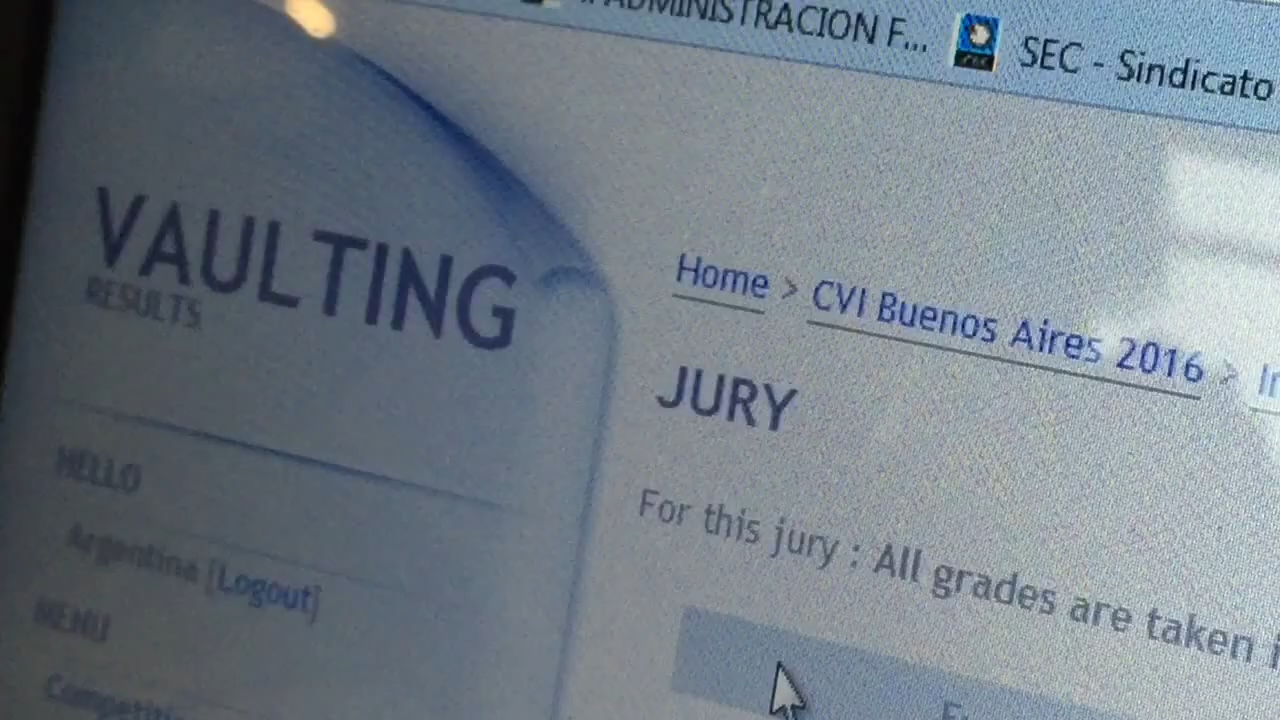 ADMINISTRACION F...
SEC - Sindicato
VAULTING
RESULTS
Home > CVI Buenos Aires 2016 >
JURY
HELLO
For this jury : All grades are taken
Argentina [Logout]
MENU